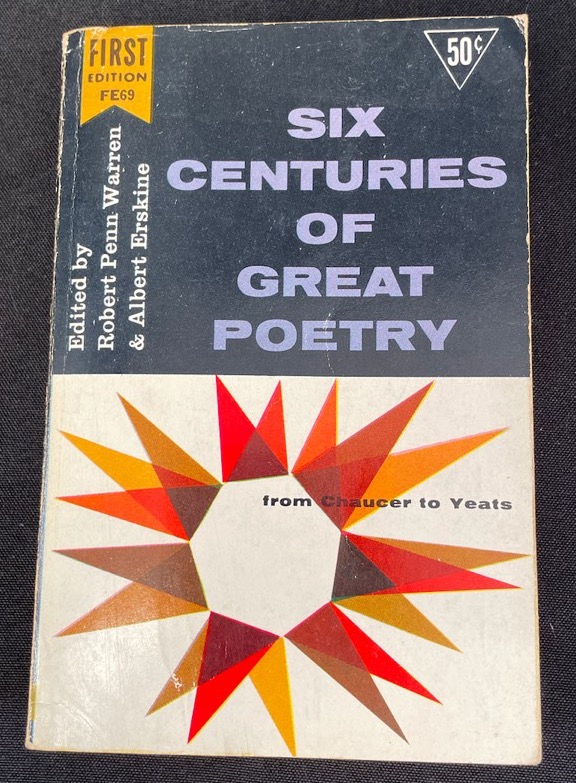 FIRST
EDITION
FE69
50¢
SIX
CENTURIES
OF
GREAT
POETRY
Edited by
Robert Penn Warren
& Albert Erskine
from Chaucer to Yeats